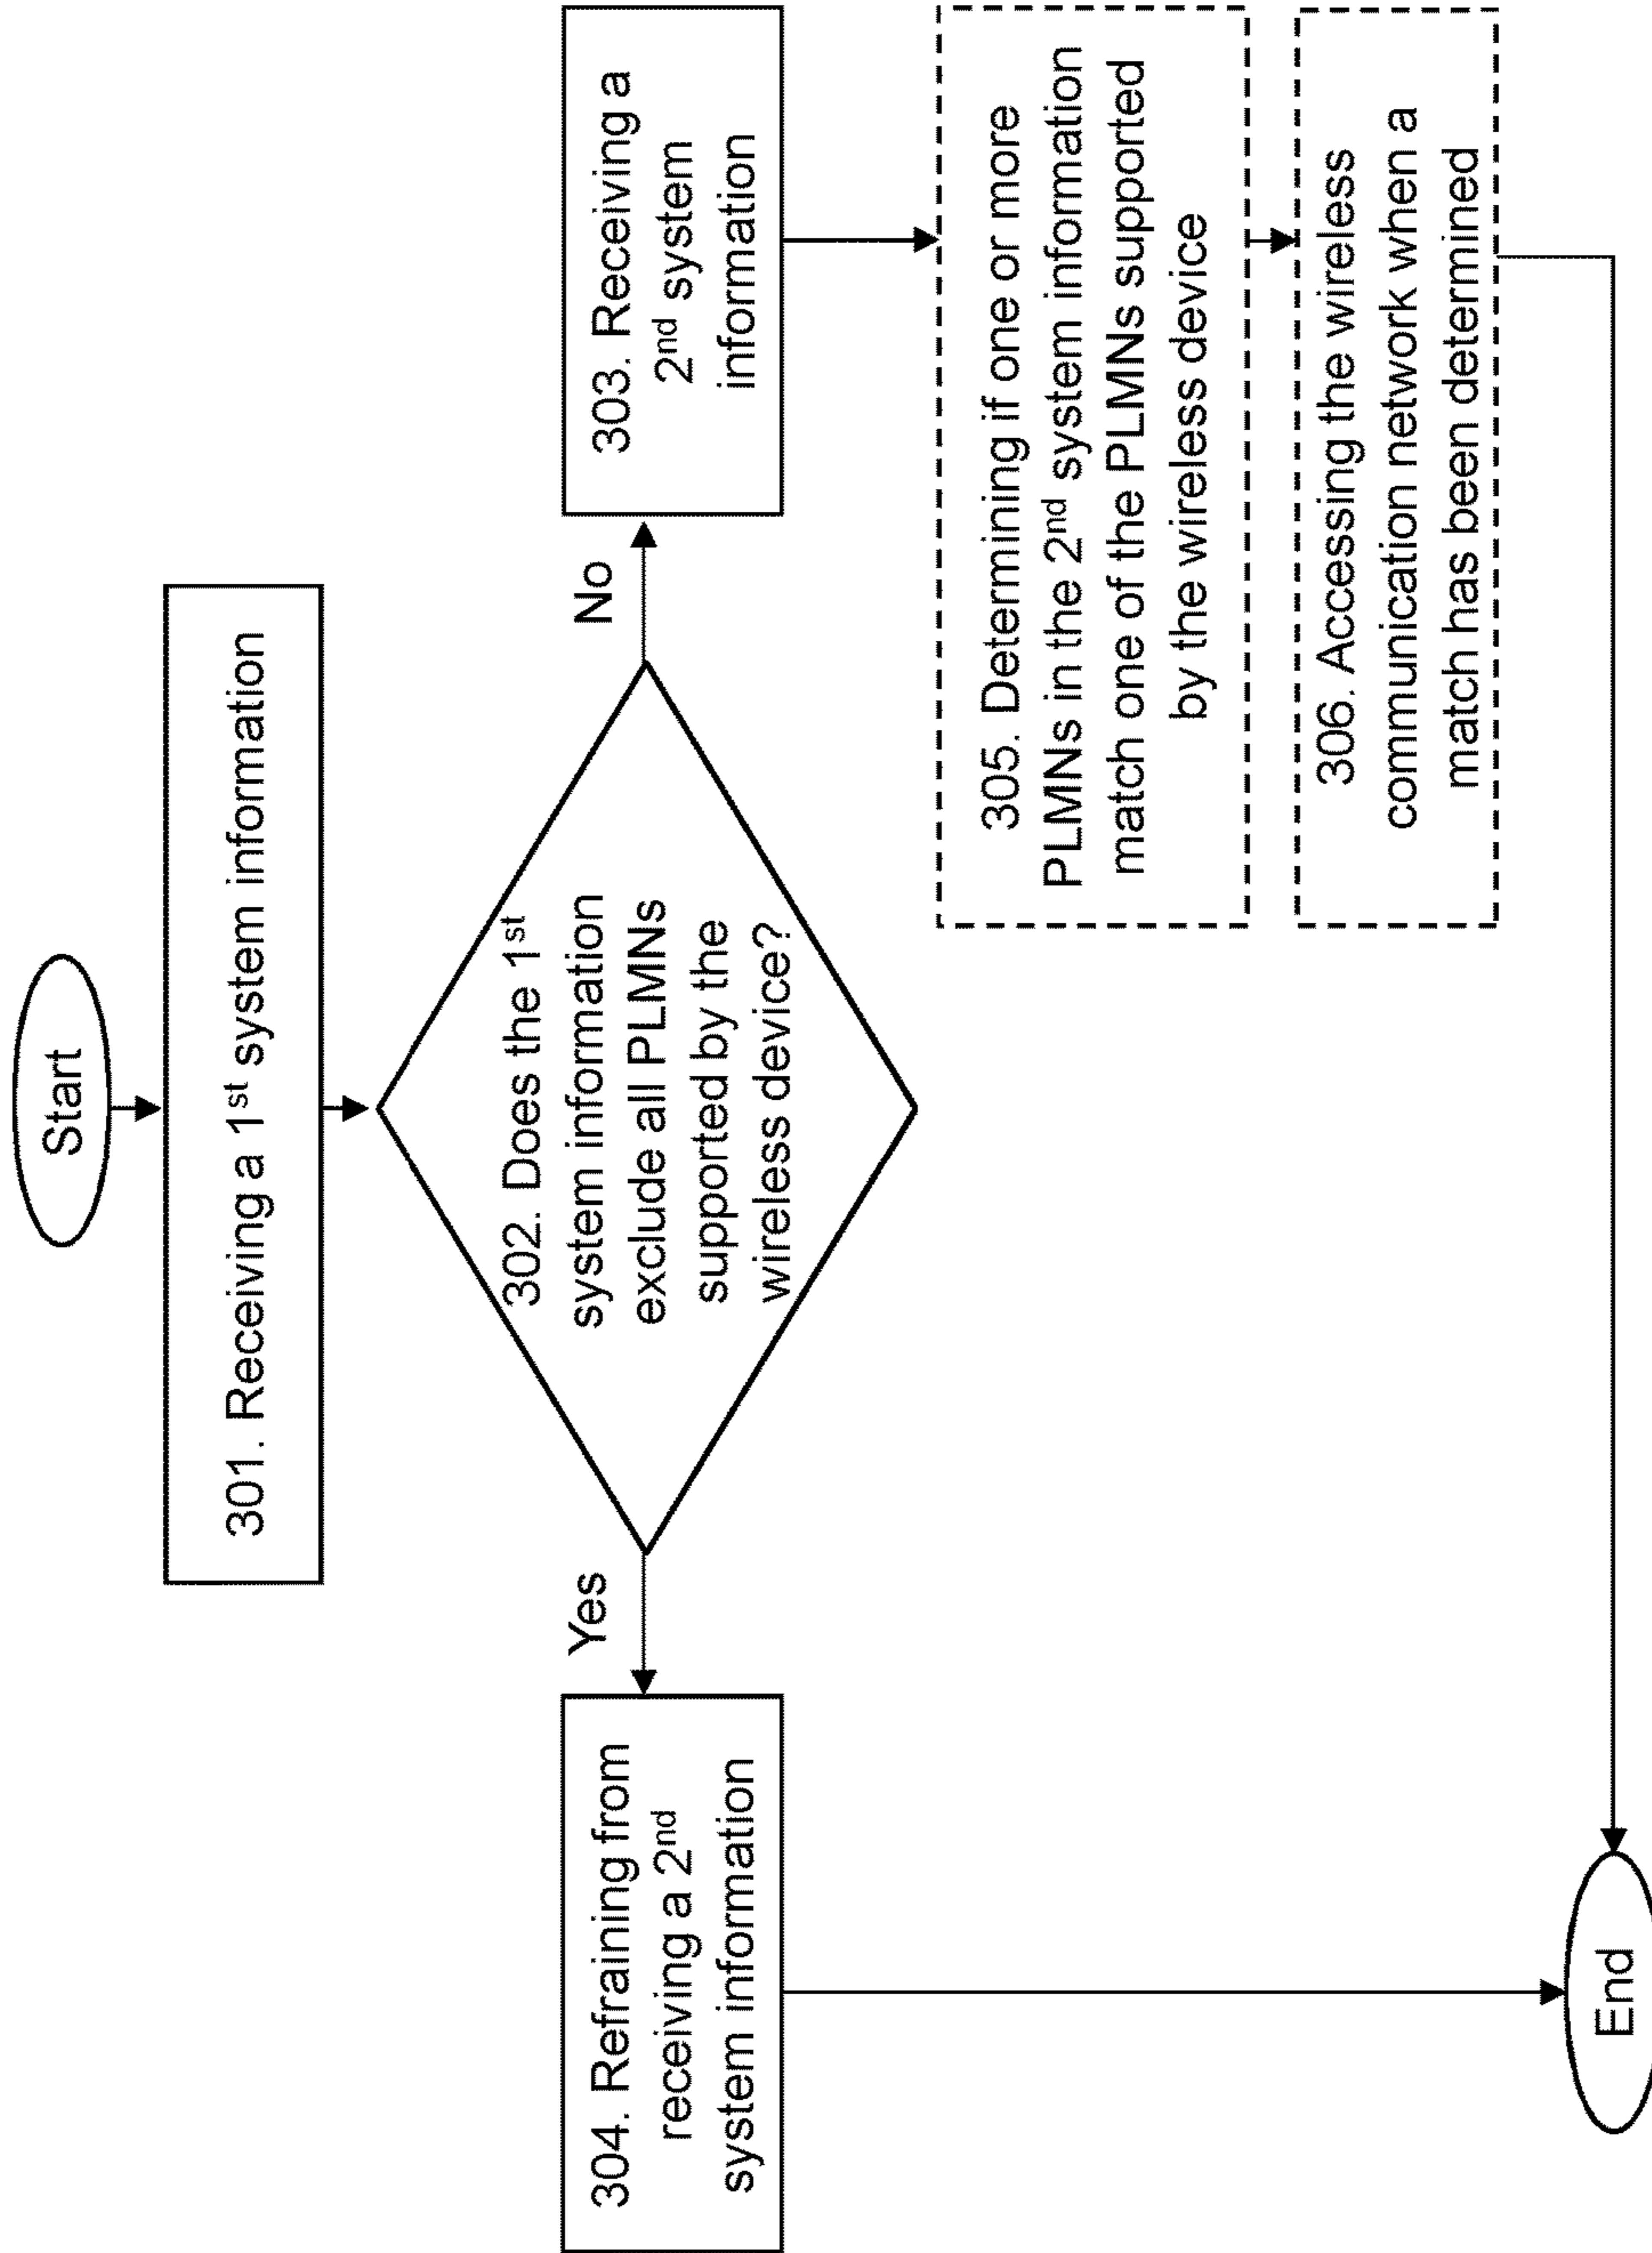 Start
301. Receiving a 1st system information
302. Does the 1st
system information
exclude all PLMNs
supported by the
wireless device?
Yes
No
304. Refraining from
receiving a 2nd
system information
303. Receiving a
2nd system
information
305. Determining if one or more
PLMNs in the 2nd system information
match one of the PLMNs supported
by the wireless device
306. Accessing the wireless
communication network when a
match has been determined
End